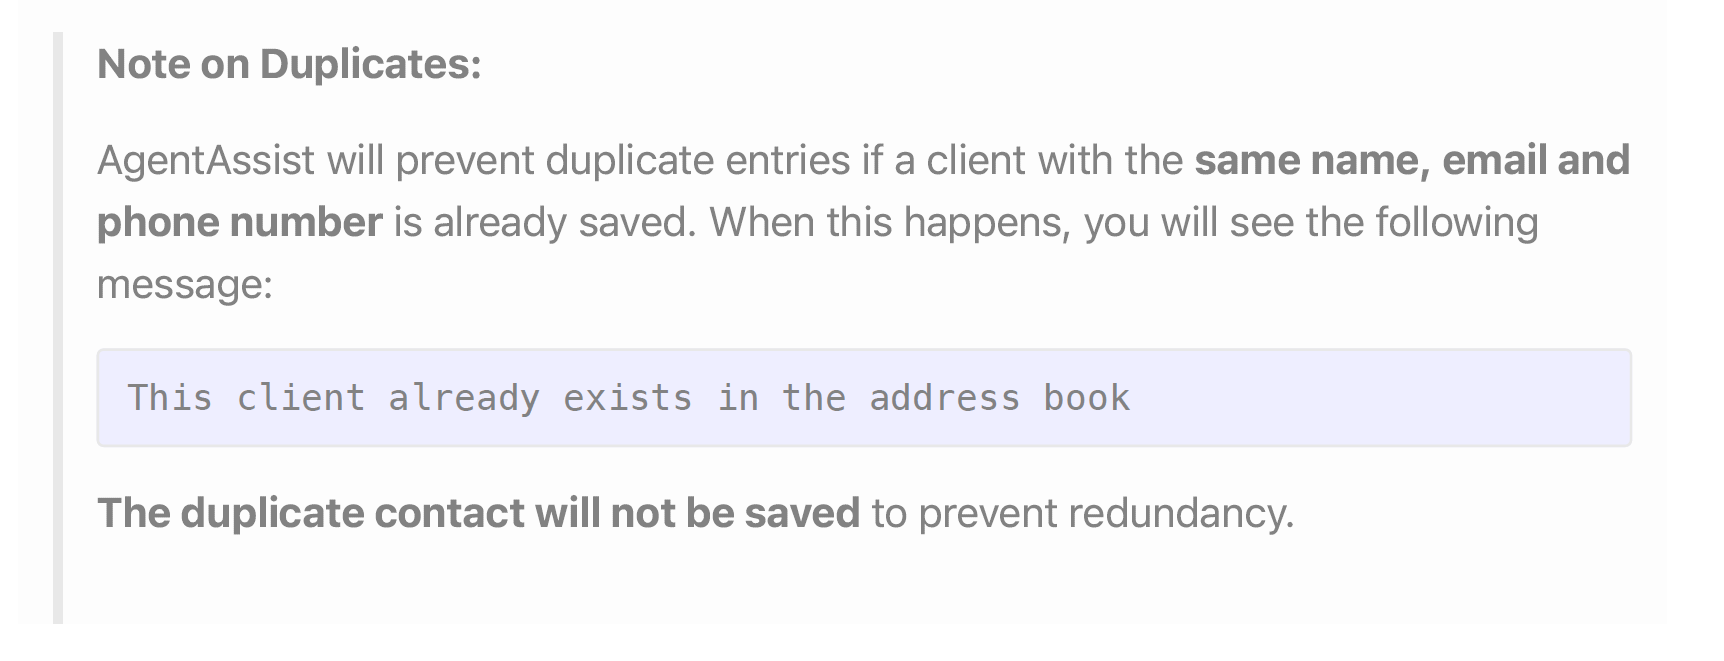 Note on Duplicates:
AgentAssist will prevent duplicate entries if a client with the same name, email and
phone number is already saved. When this happens, you will see the following
message:
This client already exists in the address book
The duplicate contact will not be saved to prevent redundancy.